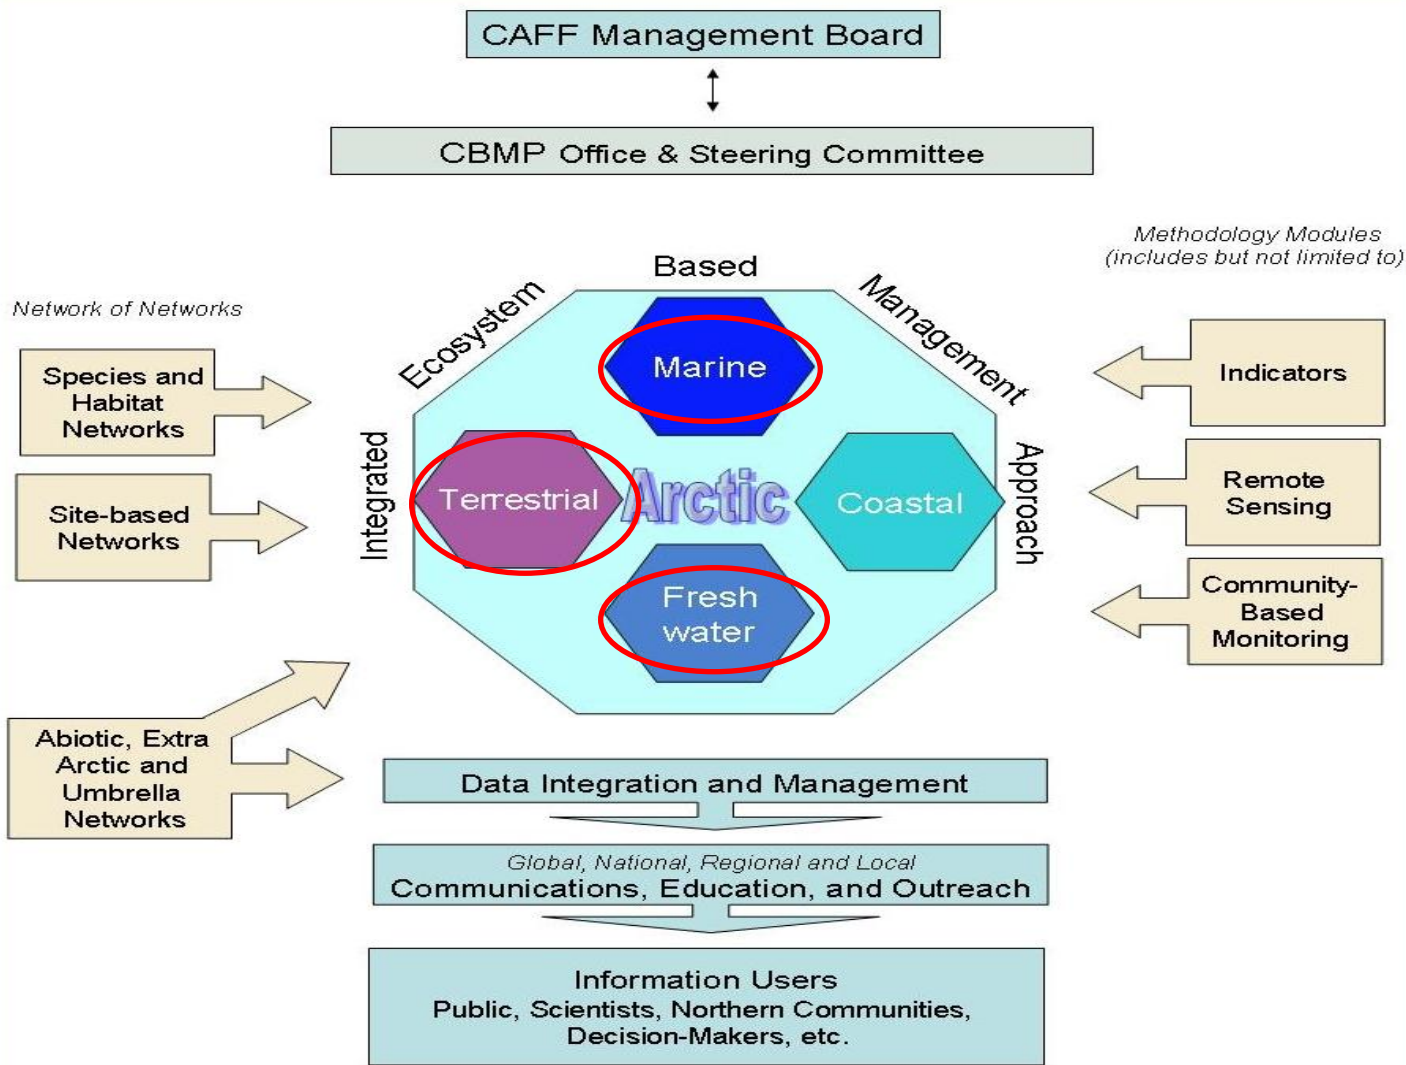 CAFF Management Board
CBMP Office & Steering Committee
Network of Networks
Species and
Habitat
Networks
Site-based
Networks
Abiotic, Extra
Arctic and
Umbrella
Networks
Integrated
Ecosystem
Based
Management
Approach
Marine
Terrestrial
Arctic
Coastal
Fresh
water
Methodology Modules
(includes but not limited to)
Indicators
Remote
Sensing
Community-
Based
Monitoring
Data Integration and Management
Global, National, Regional and Local
Communications, Education, and Outreach
Information Users
Public, Scientists, Northern Communities,
Decision-Makers, etc.